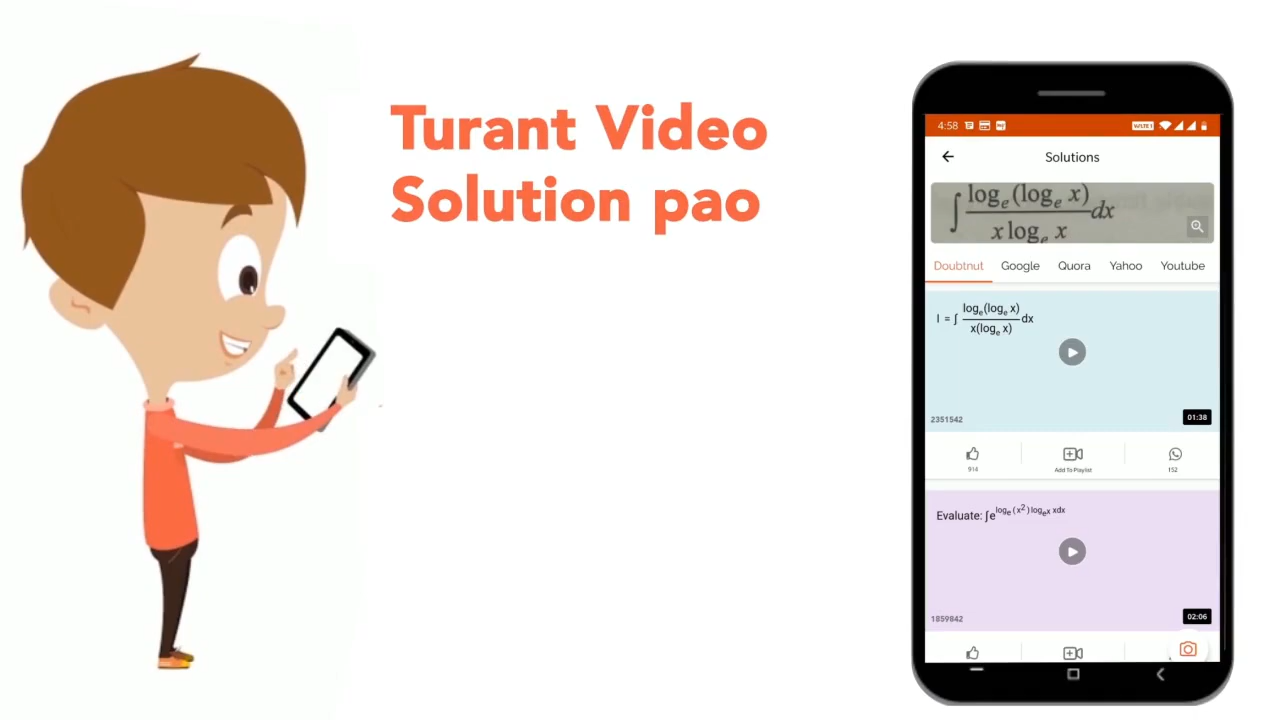 Turant Video
Solution pao
4:58
VoLTE
Solutions
∫ logₑ(logₑ x) / x logₑ x dx
Doubtnut Google Quora Yahoo Youtube
I = ∫ logₑ(logₑ x) / x(logₑ x) dx
2351542 01:38
914 Add To Playlist 152
Evaluate: ∫e^logₑ(x²)logₑx xdx
1859842 02:06